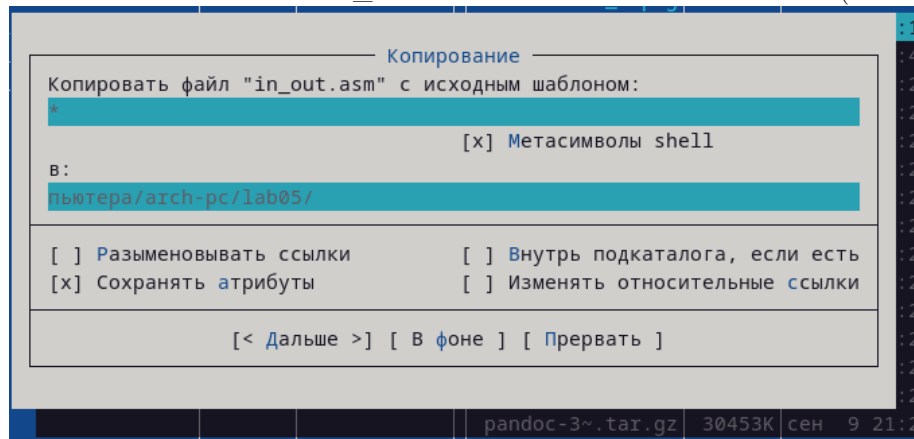 Копирование
Копировать файл "in_out.asm" с исходным шаблоном:
*
[x] Метасимволы shell
в:
пьютера/arch-pc/lab05/
[ ] Разыменовывать ссылки [ ] Внутрь подкаталога, если есть
[x] Сохранять атрибуты [ ] Изменять относительные ссылки
[< Дальше >] [ В фоне ] [ Прервать ]
pandoc-3~.tar.gz 30453K сен 9 21:2